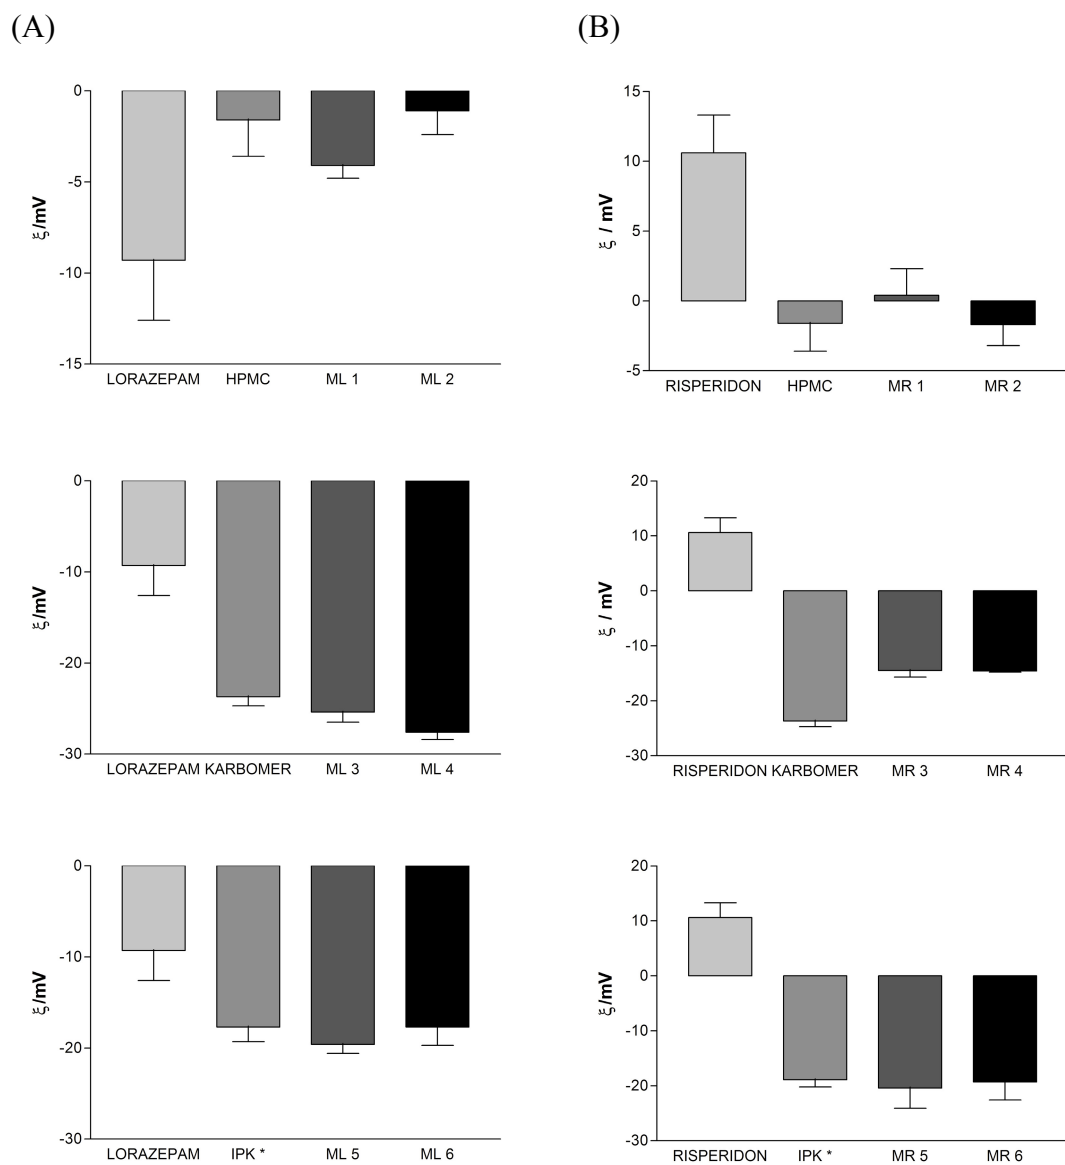 (A)
(B)
0
-5
-10
-15
ξ/mV
LORAZEPAM HPMC ML 1 ML 2
15
10
5
0
-5
ξ / mV
RISPERIDON HPMC MR 1 MR 2
0
-10
-20
-30
ξ/mV
LORAZEPAM KARBOMER ML 3 ML 4
20
10
0
-10
-20
-30
ξ / mV
RISPERIDON KARBOMER MR 3 MR 4
0
-10
-20
-30
ξ/mV
LORAZEPAM IPK * ML 5 ML 6
20
10
0
-10
-20
-30
ξ/mV
RISPERIDON IPK * MR 5 MR 6